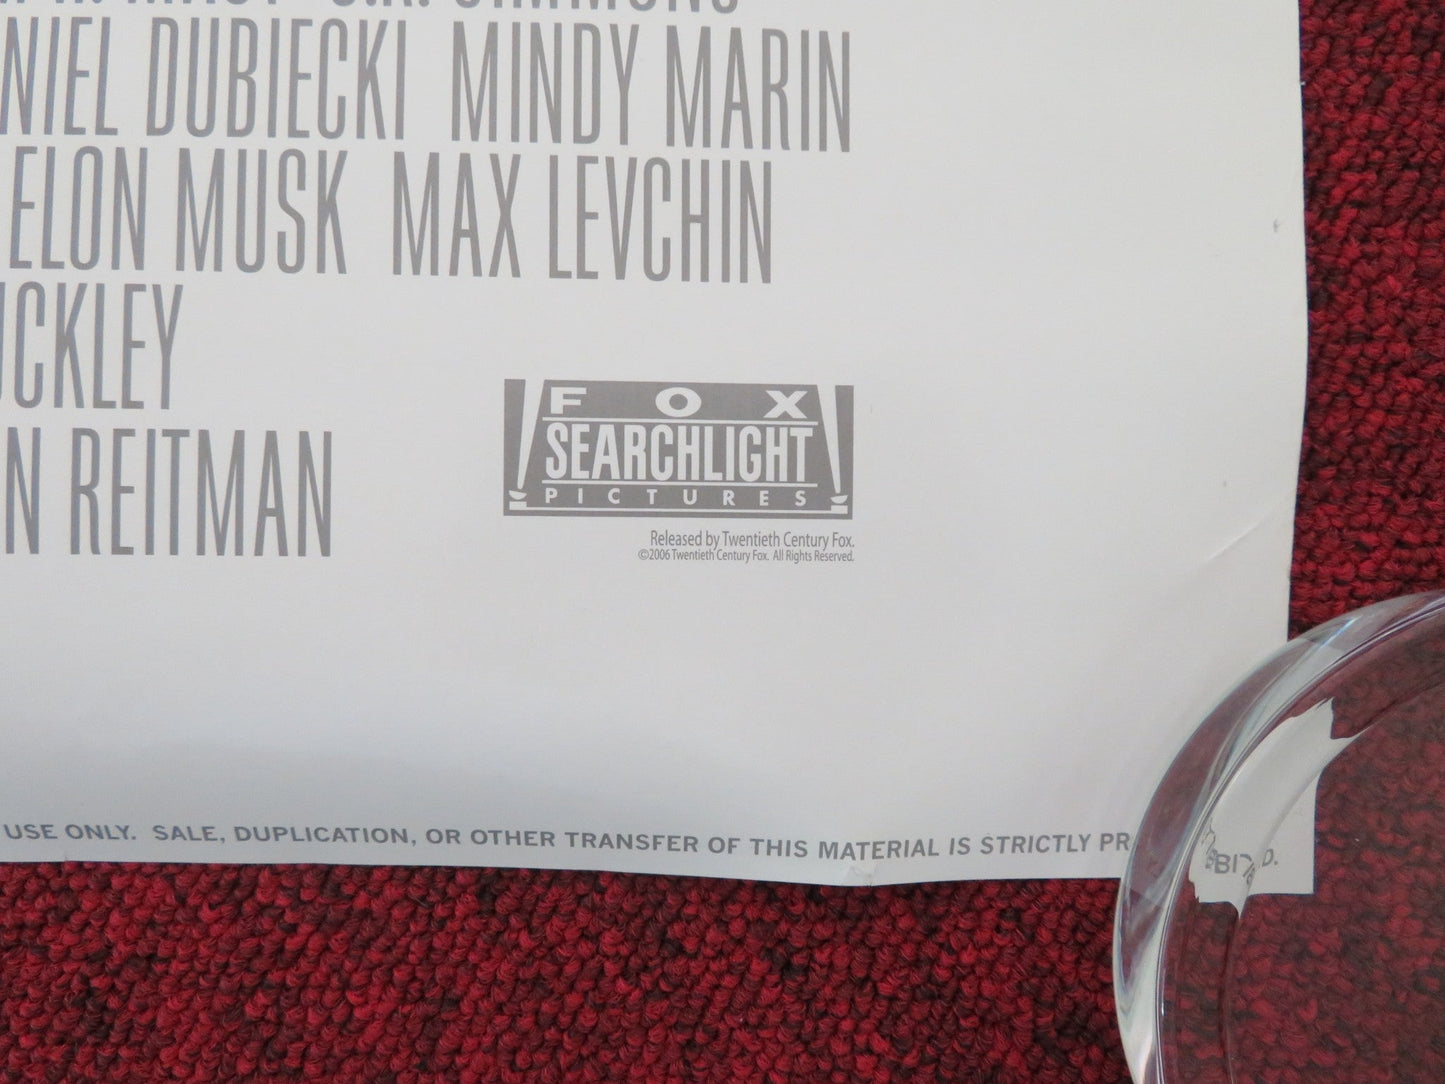 J.K. SIMMONS
NIEL DUBIECKI MINDY MARIN
ELON MUSK MAX LEVCHIN
UCKLEY
N REITMAN
FOX
SEARCHLIGHT
PICTURES
Released by Twentieth Century Fox.
©2006 Twentieth Century Fox. All Rights Reserved.
USE ONLY. SALE, DUPLICATION, OR OTHER TRANSFER OF THIS MATERIAL IS STRICTLY PR